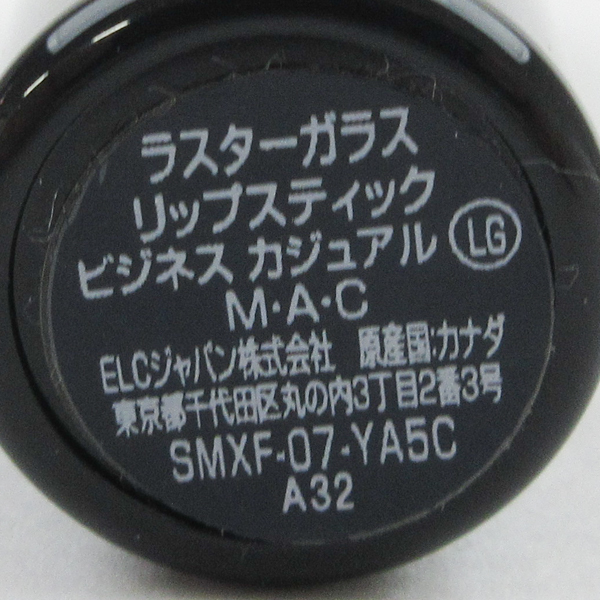 ラスターガラス
リップスティック
ビジネス カジュアル LG
M・A・C
ELCジャパン株式会社 原産国:カナダ
東京都千代田区丸の内3丁目2番3号
SMXF-07-YA5C
A32